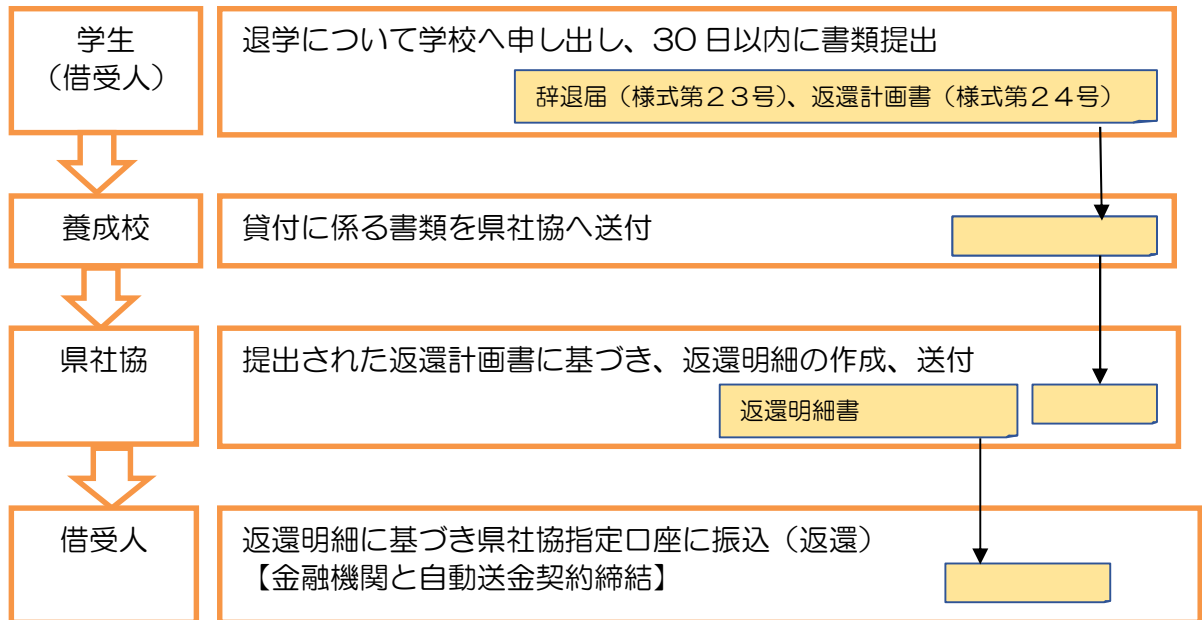 学生
（借受人）
退学について学校へ申し出し、30 日以内に書類提出
辞退届（様式第２３号）、返還計画書（様式第２４号）
養成校
貸付に係る書類を県社協へ送付
県社協
提出された返還計画書に基づき、返還明細の作成、送付
返還明細書
借受人
返還明細に基づき県社協指定口座に振込（返還）
【金融機関と自動送金契約締結】